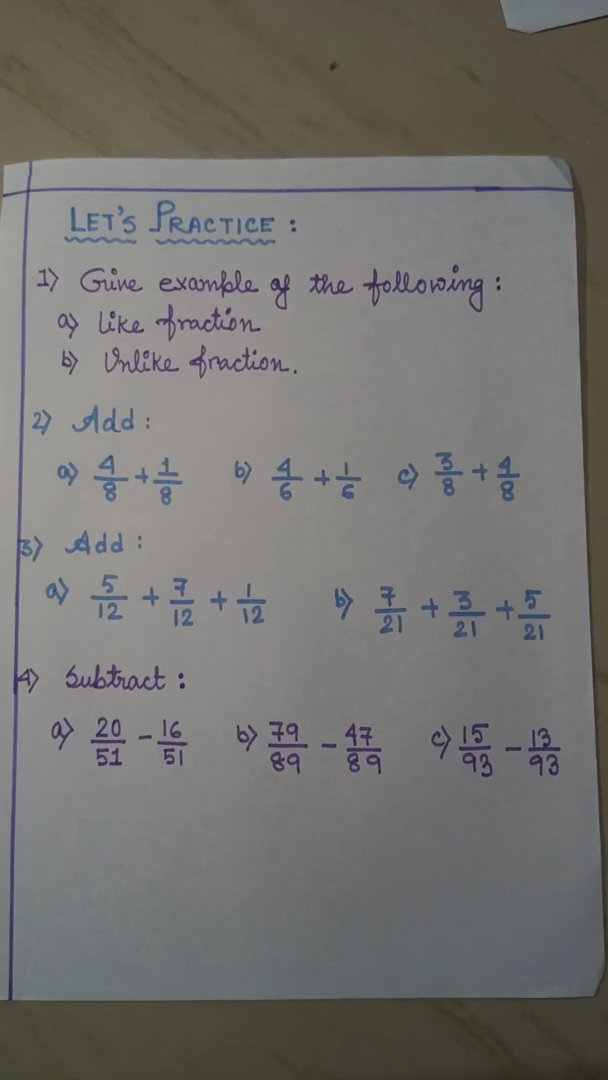 LET'S PRACTICE :
1) Give example of the following :
a) Like fraction
b) Unlike fraction.
2) Add :
a) 4/8 + 1/8 b) 4/6 + 1/6 c) 3/8 + 4/8
3) Add :
a) 5/12 + 7/12 + 1/12 b) 7/21 + 3/21 + 5/21
4) Subtract :
a) 20/51 - 16/51 b) 79/89 - 47/89 c) 15/93 - 13/93